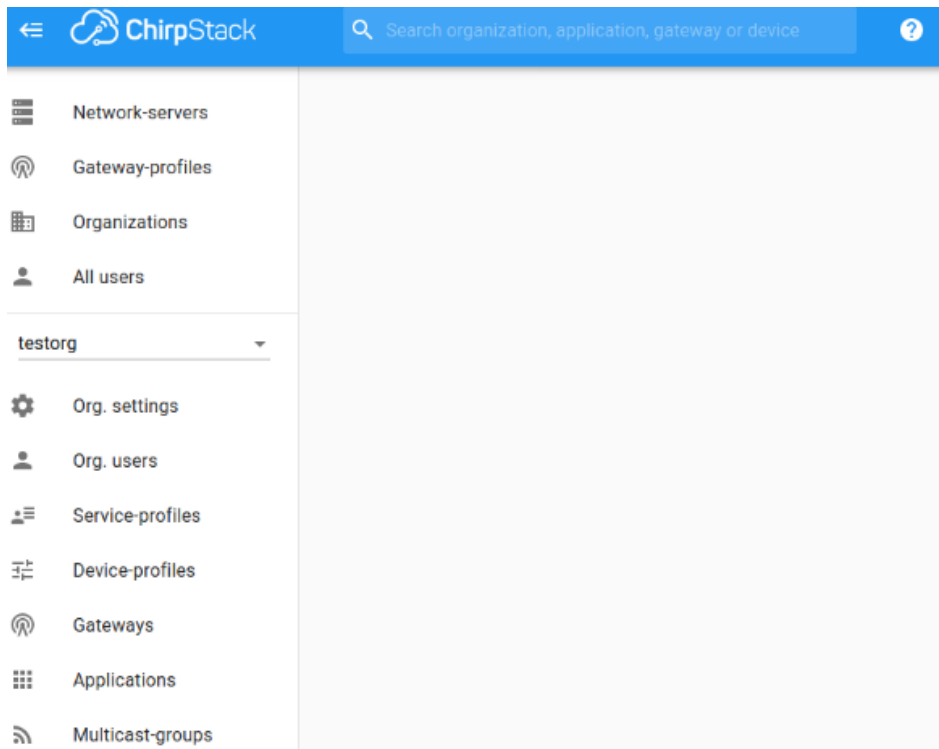 ChirpStack
Search organization, application, gateway or device
?
Network-servers
Gateway-profiles
Organizations
All users
testorg
Org. settings
Org. users
Service-profiles
Device-profiles
Gateways
Applications
Multicast-groups